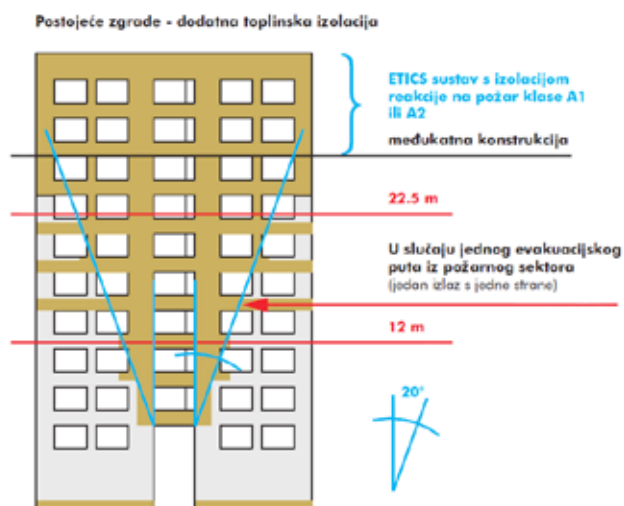 Postojeće zgrade - dodatna toplinska izolacija
ETICS sustav s izolacijom
reakcije na požar klase A1
ili A2
međukatna konstrukcija
22.5 m
U slučaju jednog evakuacijskog
puta iz požarnog sektora
(jedan izlaz s jedne strane)
12 m
20°